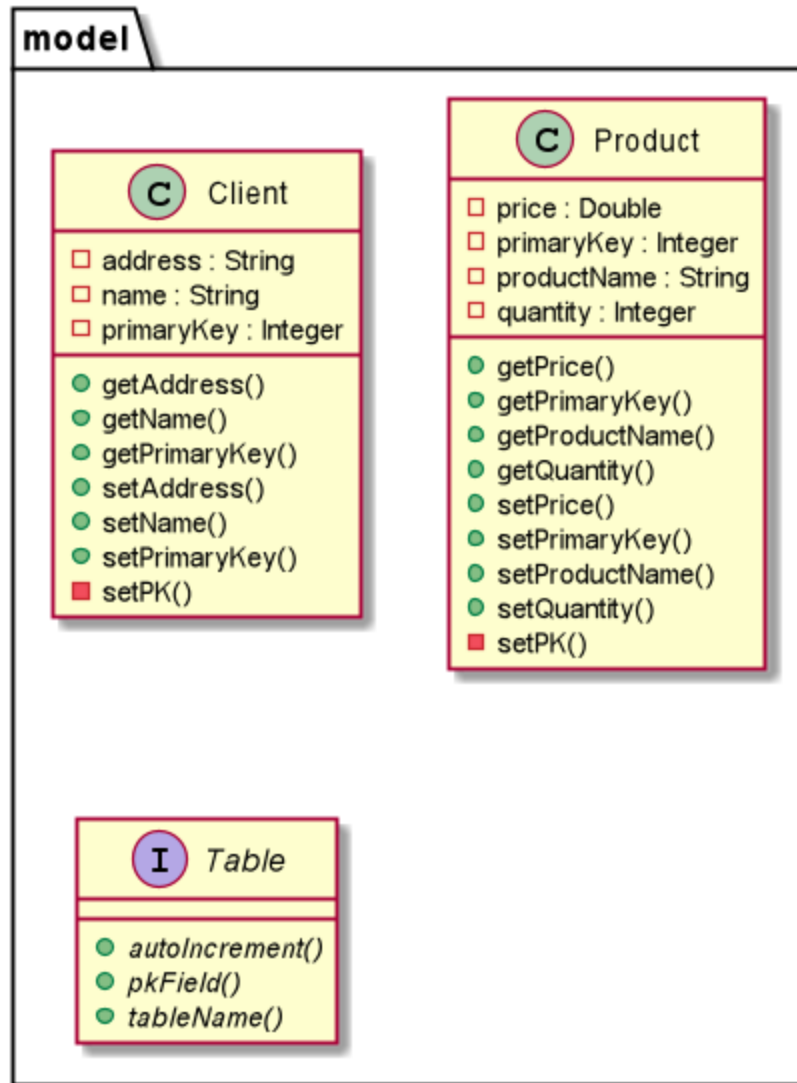 model
C Client
address : String
name : String
primaryKey : Integer
getAddress()
getName()
getPrimaryKey()
setAddress()
setName()
setPrimaryKey()
setPK()
C Product
price : Double
primaryKey : Integer
productName : String
quantity : Integer
getPrice()
getPrimaryKey()
getProductName()
getQuantity()
setPrice()
setPrimaryKey()
setProductName()
setQuantity()
setPK()
I Table
autoIncrement()
pkField()
tableName()